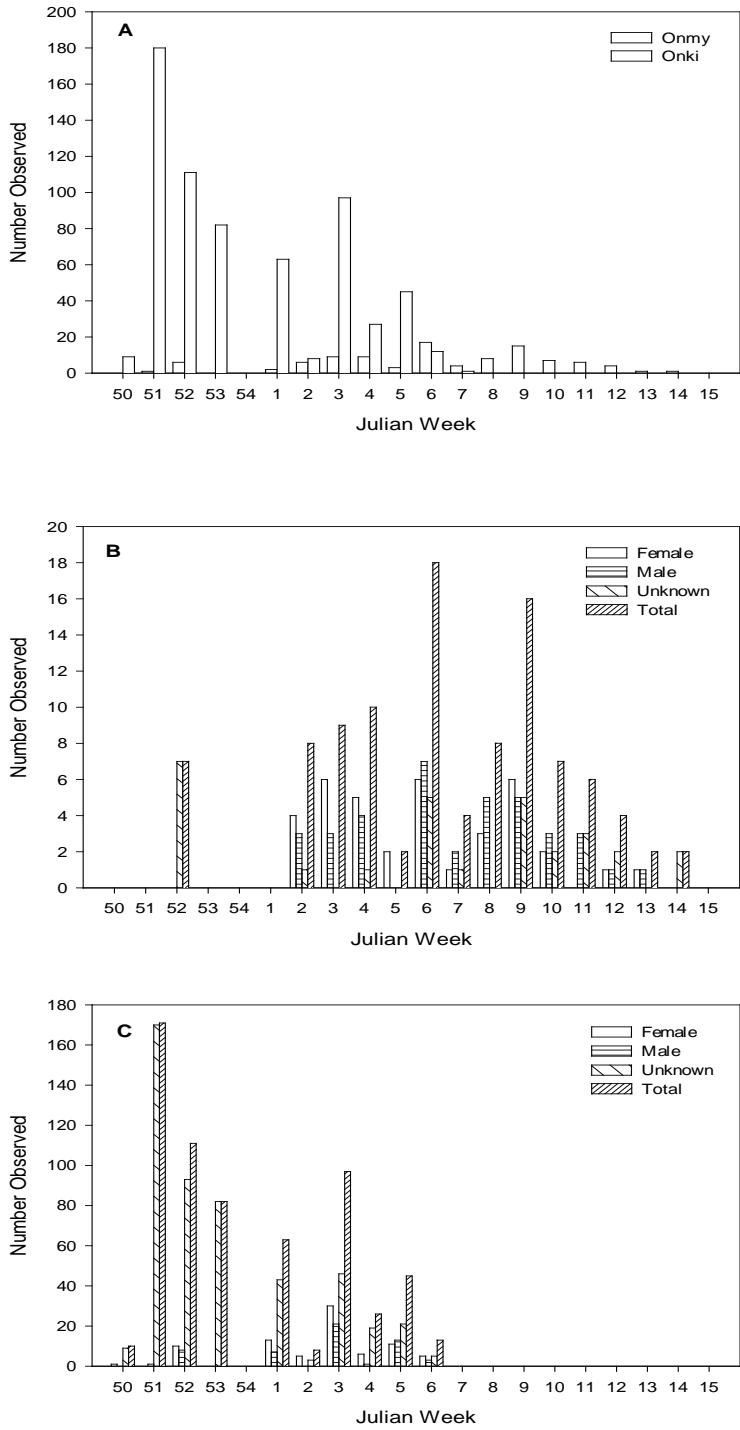 A
Onmy
Onki
200
180
160
140
120
100
80
60
40
20
0
Number Observed
50 51 52 53 54 1 2 3 4 5 6 7 8 9 10 11 12 13 14 15
Julian Week
B
Female
Male
Unknown
Total
20
18
16
14
12
10
8
6
4
2
0
Number Observed
50 51 52 53 54 1 2 3 4 5 6 7 8 9 10 11 12 13 14 15
Julian Week
C
Female
Male
Unknown
Total
180
160
140
120
100
80
60
40
20
0
Number Observed
50 51 52 53 54 1 2 3 4 5 6 7 8 9 10 11 12 13 14 15
Julian Week